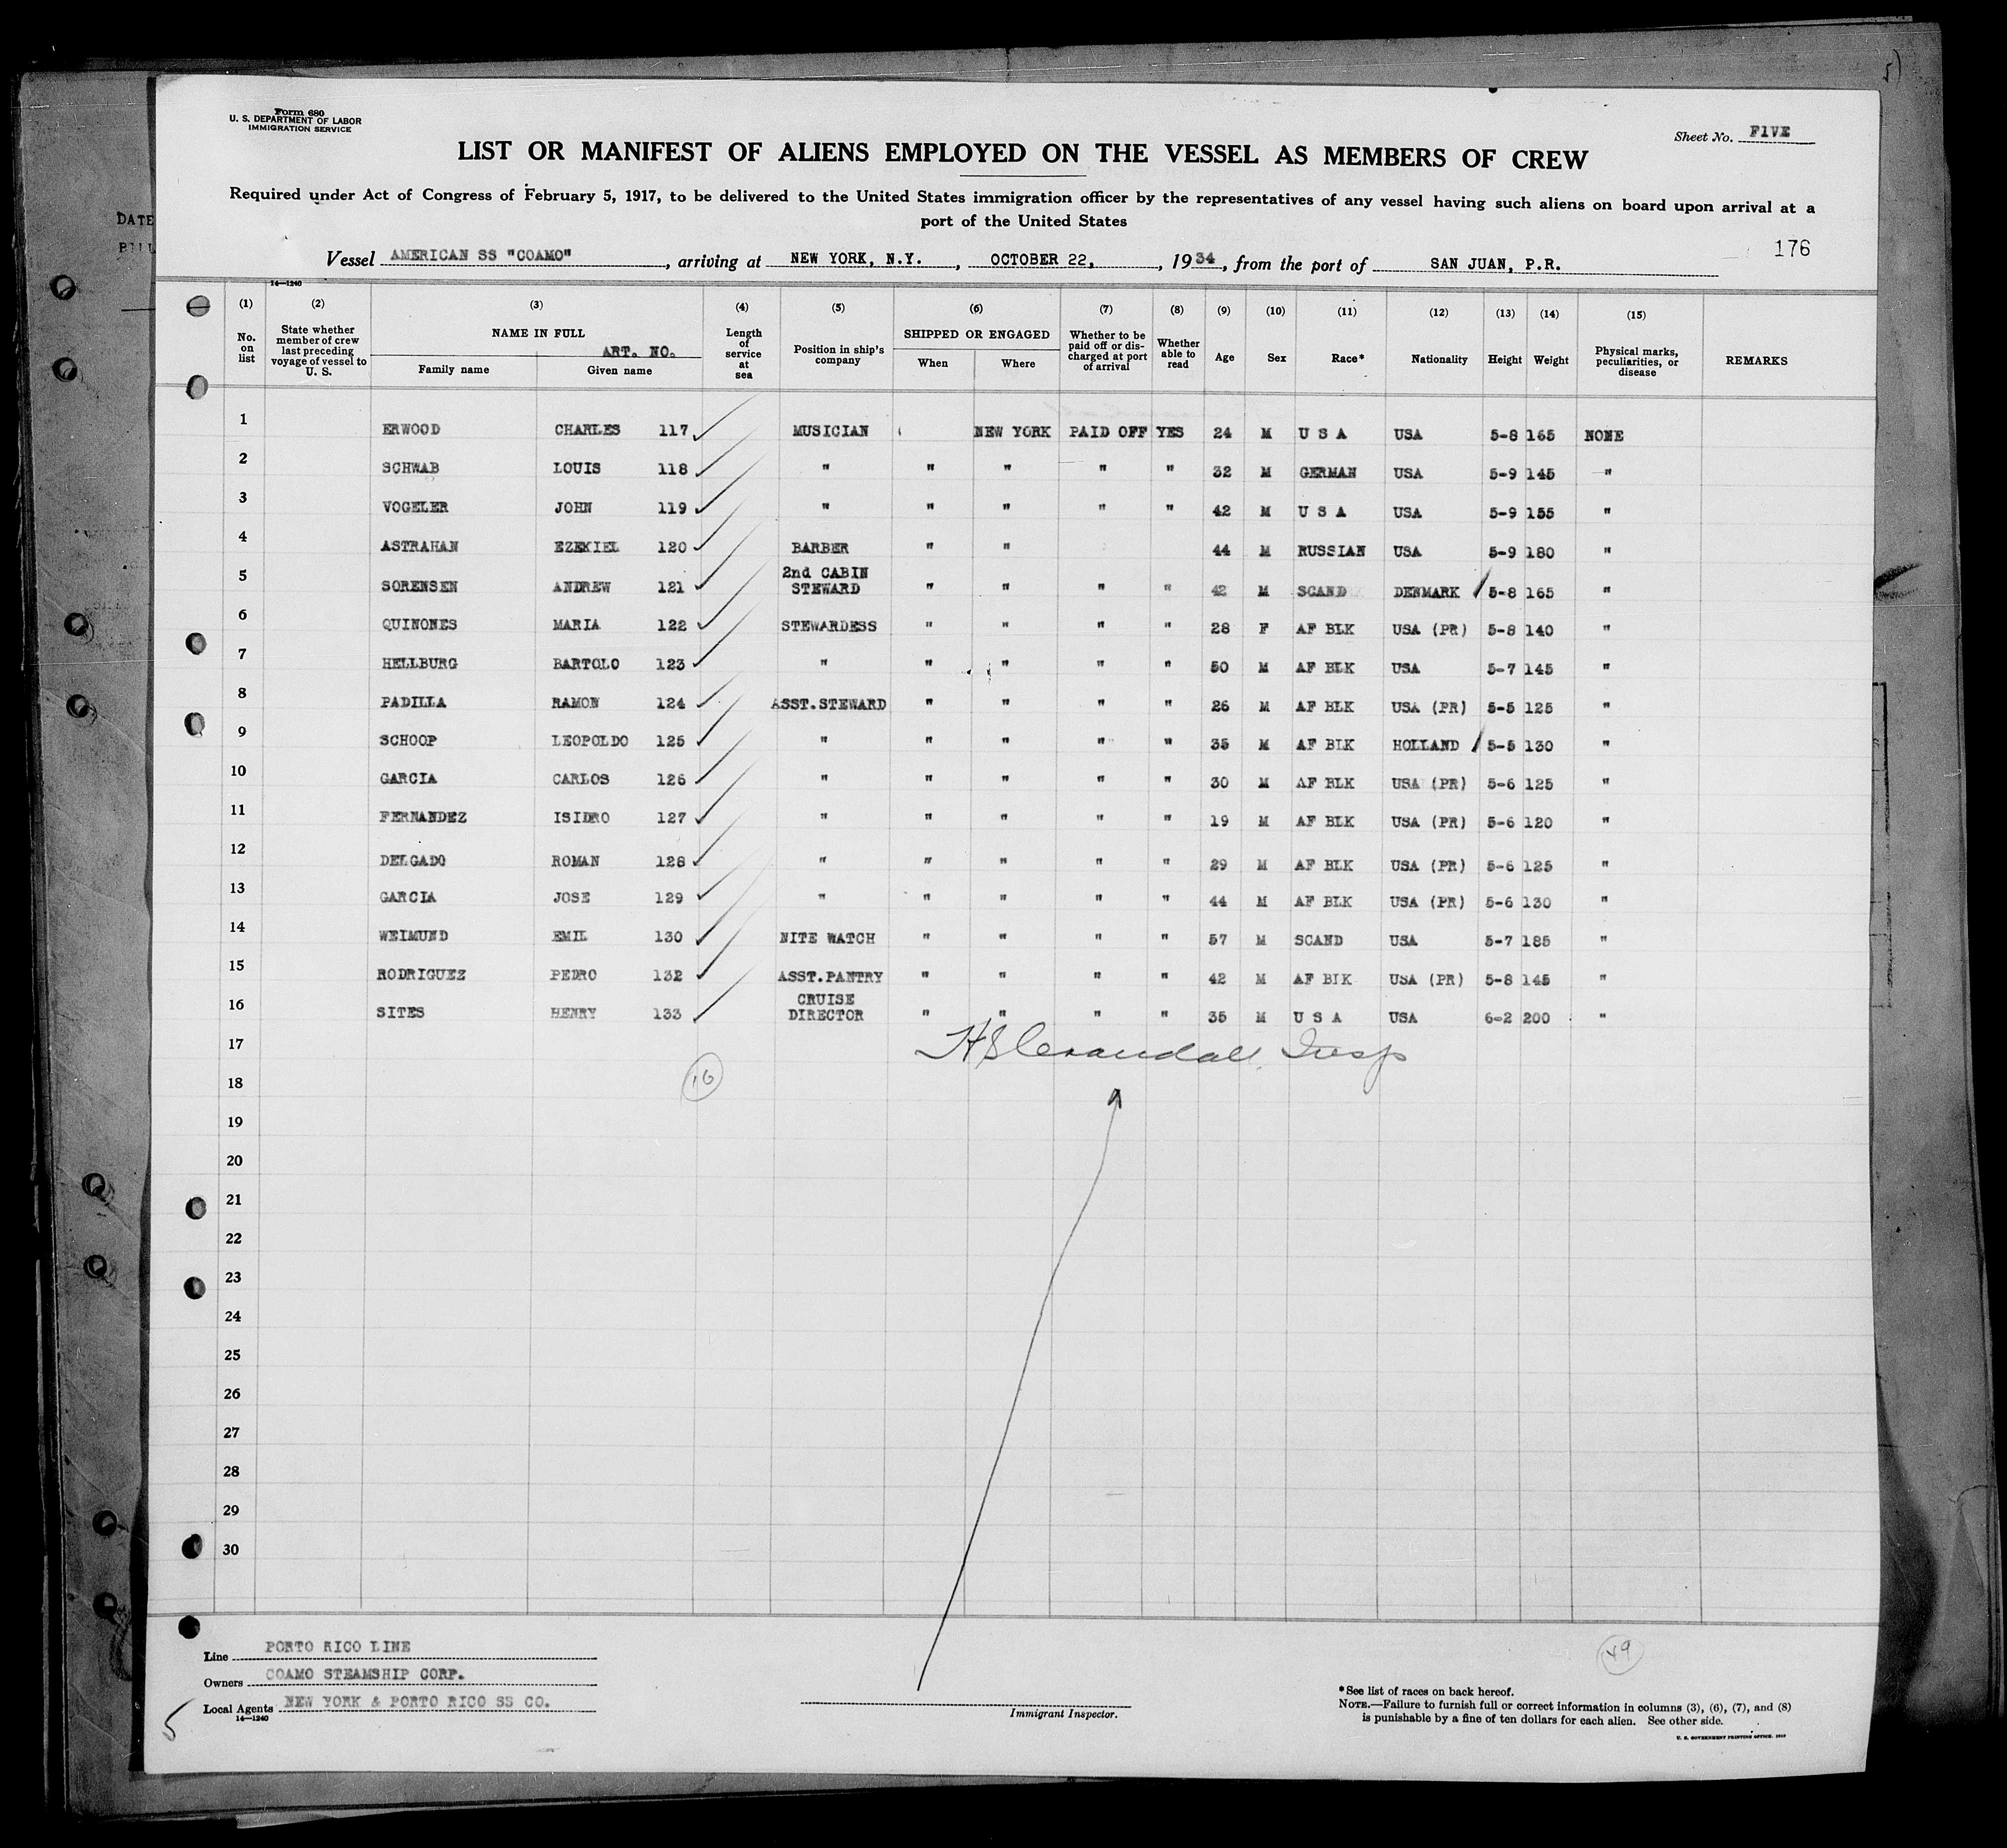 Form 680
U. S. DEPARTMENT OF LABOR
IMMIGRATION SERVICE
Sheet No. FIVE
LIST OR MANIFEST OF ALIENS EMPLOYED ON THE VESSEL AS MEMBERS OF CREW
Required under Act of Congress of February 5, 1917, to be delivered to the United States immigration officer by the representatives of any vessel having such aliens on board upon arrival at a
port of the United States
176
Vessel AMERICAN SS "COAMO", arriving at NEW YORK, N.Y., OCTOBER 22, , 1934, from the port of SAN JUAN, P.R.
14—1240
(1) No. on list
(2) State whether member of crew last preceding voyage of vessel to U. S.
(3) NAME IN FULL ART. NO. Family name Given name
(4) Length of service at sea
(5) Position in ship's company
(6) SHIPPED OR ENGAGED When Where
(7) Whether to be paid off or discharged at port of arrival
(8) Whether able to read
(9) Age
(10) Sex
(11) Race*
(12) Nationality
(13) Height
(14) Weight
(15) Physical marks, peculiarities, or disease
REMARKS
1 ERWOOD CHARLES 117 MUSICIAN NEW YORK PAID OFF YES 24 M U S A USA 5-8 165 NONE
2 SCHWAB LOUIS 118 " " " " " 32 M GERMAN USA 5-9 145 "
3 VOGELER JOHN 119 " " " " " 42 M U S A USA 5-9 155 "
4 ASTRAHAN EZEKIEL 120 BARBER " " 44 M RUSSIAN USA 5-9 180 "
5 SORENSEN ANDREW 121 2nd CABIN STEWARD " " " " 42 M SCAND DENMARK 5-8 165 "
6 QUINONES MARIA 122 STEWARDESS " " " " 28 F AF BLK USA (PR) 5-8 140 "
7 HELLBURG BARTOLO 123 " " " " " 50 M AF BLK USA 5-7 145 "
8 PADILLA RAMON 124 ASST.STEWARD " " " " 26 M AF BLK USA (PR) 5-5 125 "
9 SCHOOP LEOPOLDO 125 " " " " " 35 M AF BLK HOLLAND 5-5 130 "
10 GARCIA CARLOS 126 " " " " " 30 M AF BLK USA (PR) 5-6 125 "
11 FERNANDEZ ISIDRO 127 " " " " " 19 M AF BLK USA (PR) 5-6 120 "
12 DELGADO ROMAN 128 " " " " " 29 M AF BLK USA (PR) 5-6 125 "
13 GARCIA JOSE 129 " " " " " 44 M AF BLK USA (PR) 5-6 130 "
14 WEIMUND EMIL 130 NITE WATCH " " " " 57 M SCAND USA 5-7 185 "
15 RODRIGUEZ PEDRO 132 ASST.PANTRY " " " " 42 M AF BLK USA (PR) 5-8 145 "
16 SITES HENRY 133 CRUISE DIRECTOR " " " " 35 M U S A USA 6-2 200 "
17 Insp
18 16
19
20
21
22
23
24
25
26
27
28
29
30
Line PORTO RICO LINE
Owners COAMO STEAMSHIP CORP.
Local Agents NEW YORK & PORTO RICO SS CO.
14—1240
5
Immigrant Inspector.
*See list of races on back hereof.
NOTE.—Failure to furnish full or correct information in columns (3), (6), (7), and (8)
is punishable by a fine of ten dollars for each alien. See other side.
DATE